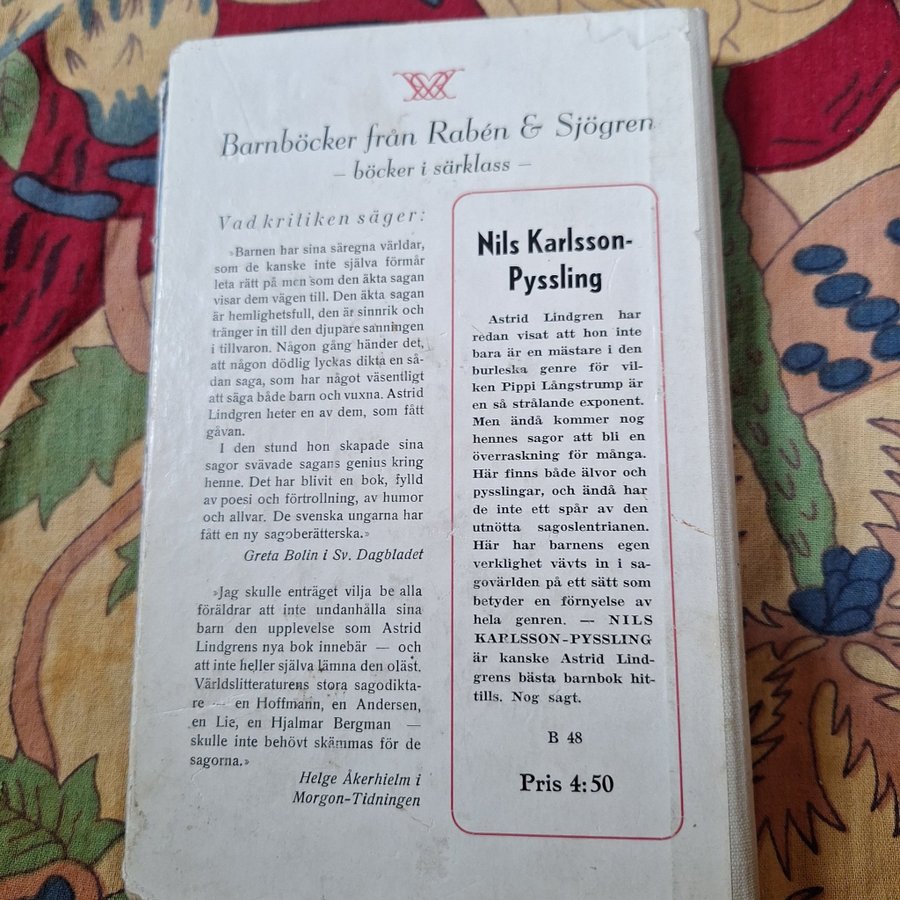 Barnböcker från Rabén & Sjögren
– böcker i särklass –
Vad kritiken säger:
»Barnen har sina säregna världar,
som de kanske inte själva förmår
leta rätt på men som den äkta sagan
visar dem vägen till. Den äkta sagan
är hemlighetsfull, den är sinnrik och
tränger in till den djupare sanningen
i tillvaron. Någon gång händer det,
att någon dödlig lyckas dikta en så-
dan saga, som har något väsentligt
att säga både barn och vuxna. Astrid
Lindgren heter en av dem, som fått
gåvan.
I den stund hon skapade sina
sagor svävade sagans genius kring
henne. Det har blivit en bok, fylld
av poesi och förtrollning, av humor
och allvar. De svenska ungarna har
fått en ny sagoberätterska.»
Greta Bolin i Sv. Dagbladet
»Jag skulle enträget vilja be alla
föräldrar att inte undanhålla sina
barn den upplevelse som Astrid
Lindgrens nya bok innebär — och
att inte heller själva lämna den oläst.
Världslitteraturens stora sagodikta-
re — en Hoffmann, en Andersen,
en Lie, en Hjalmar Bergman —
skulle inte behövt skämmas för de
sagorna.»
Helge Åkerhielm i
Morgon-Tidningen
Nils Karlsson-
Pyssling
Astrid Lindgren har
redan visat att hon inte
bara är en mästare i den
burleska genre för vil-
ken Pippi Långstrump är
en så strålande exponent.
Men ändå kommer nog
hennes sagor att bli en
överraskning för många.
Här finns både älvor och
pysslingar, och ändå har
de inte ett spår av den
utnötta sagoslentrianen.
Här har barnens egen
verklighet vävts in i sa-
govärlden på ett sätt som
betyder en förnyelse av
hela genren. — NILS
KARLSSON-PYSSLING
är kanske Astrid Lind-
grens bästa barnbok hit-
tills. Nog sagt.
B 48
Pris 4:50